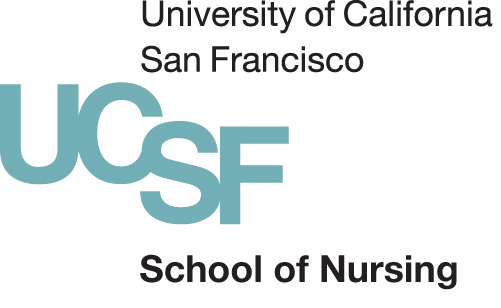 University of California
San Francisco
UCSF
School of Nursing